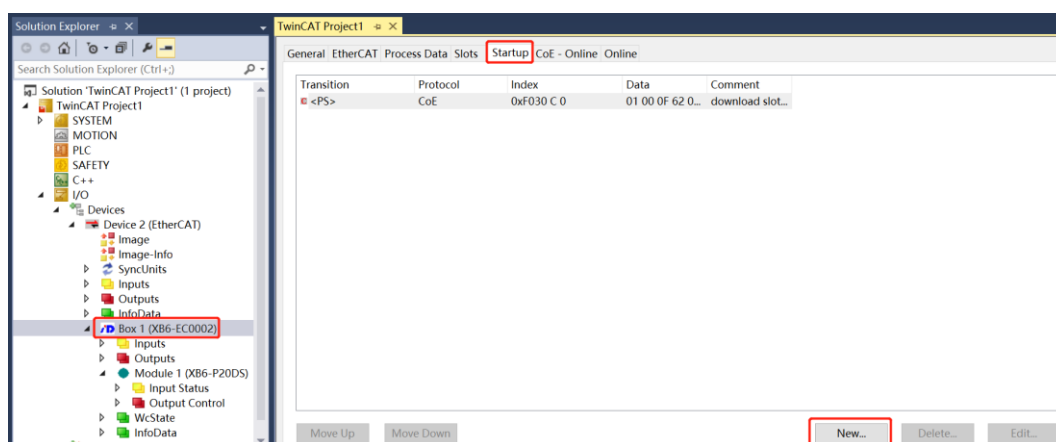 Solution Explorer
TwinCAT Project1
General EtherCAT Process Data Slots Startup CoE - Online Online
Search Solution Explorer (Ctrl+;)
Transition Protocol Index Data Comment
<PS> CoE 0xF030 C 0 01 00 0F 62 0... download slot...
Solution 'TwinCAT Project1' (1 project)
TwinCAT Project1
SYSTEM
MOTION
PLC
SAFETY
C++
I/O
Devices
Device 2 (EtherCAT)
Image
Image-Info
SyncUnits
Inputs
Outputs
InfoData
Box 1 (XB6-EC0002)
Inputs
Outputs
Module 1 (XB6-P20DS)
Input Status
Output Control
WcState
InfoData
Move Up Move Down New... Delete... Edit...